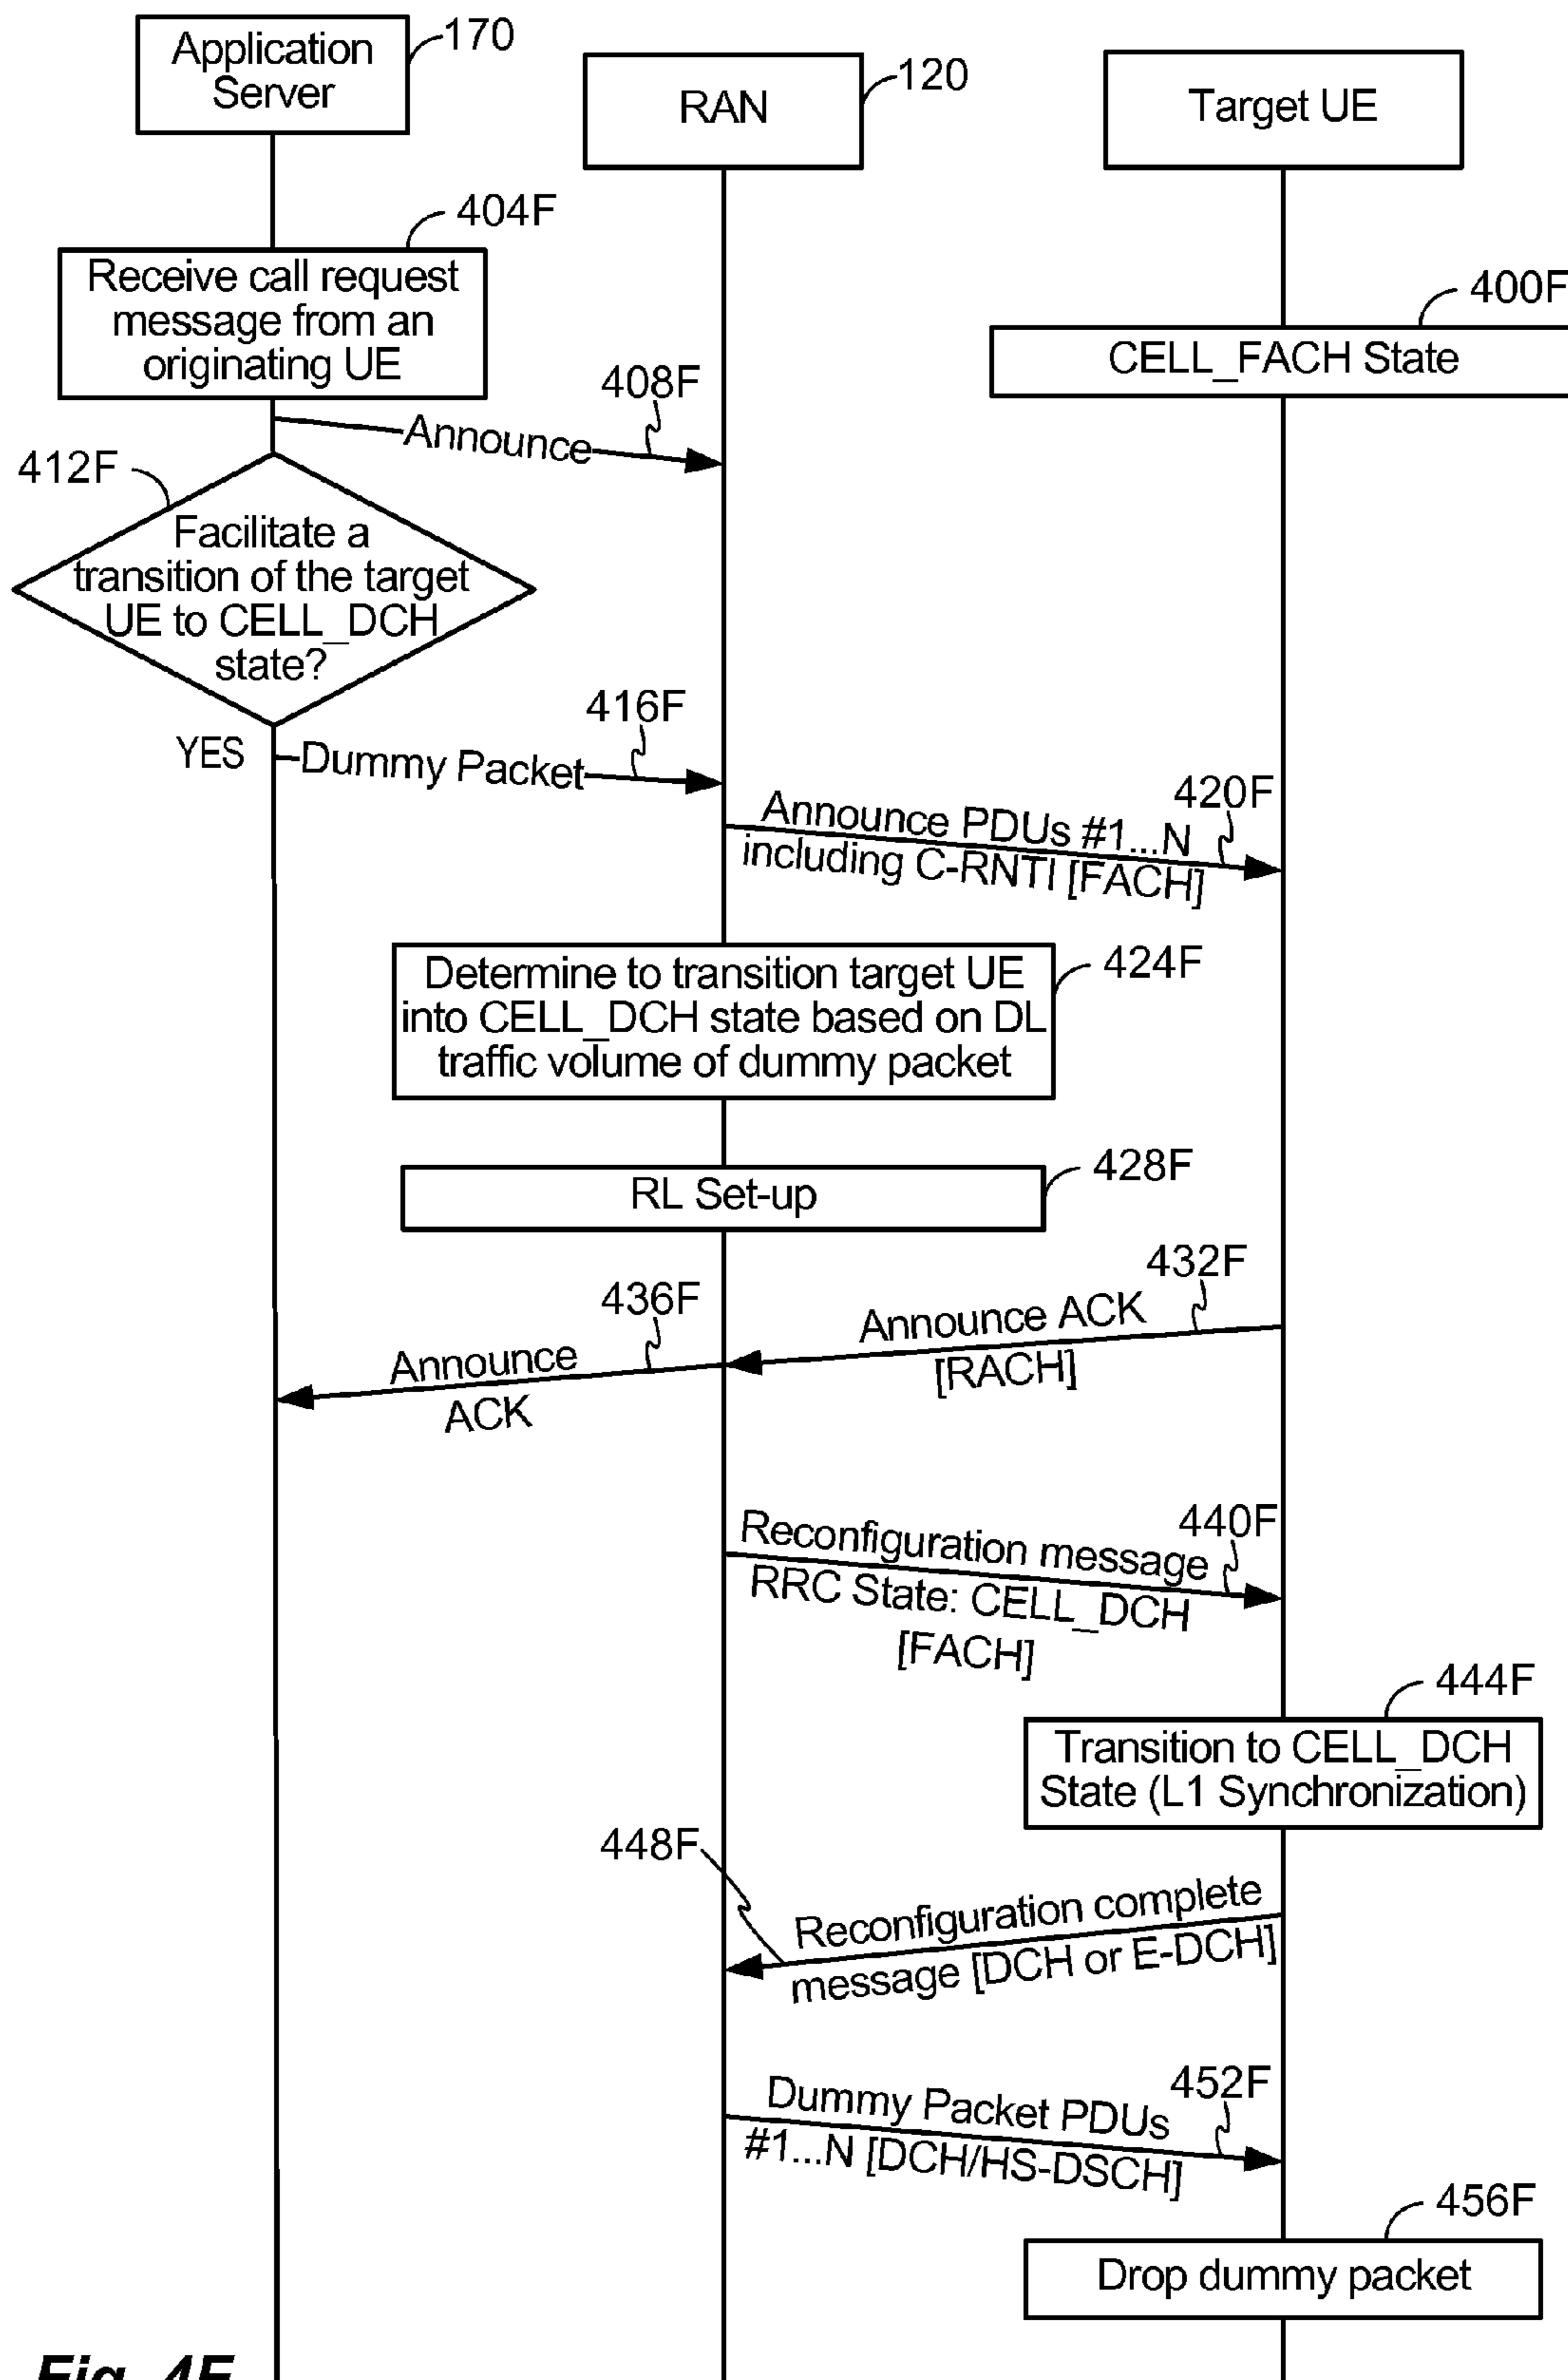 Application
Server
170
RAN
120
Target UE
404F
Receive call request
message from an
originating UE
400F
CELL_FACH State
408F
Announce
412F
Facilitate a
transition of the target
UE to CELL_DCH
state?
YES
416F
Dummy Packet
420F
Announce PDUs #1...N
including C-RNTI [FACH]
424F
Determine to transition target UE
into CELL_DCH state based on DL
traffic volume of dummy packet
428F
RL Set-up
432F
Announce ACK
[RACH]
436F
Announce
ACK
440F
Reconfiguration message
RRC State: CELL_DCH
[FACH]
444F
Transition to CELL_DCH
State (L1 Synchronization)
448F
Reconfiguration complete
message [DCH or E-DCH]
452F
Dummy Packet PDUs
#1...N [DCH/HS-DSCH]
456F
Drop dummy packet